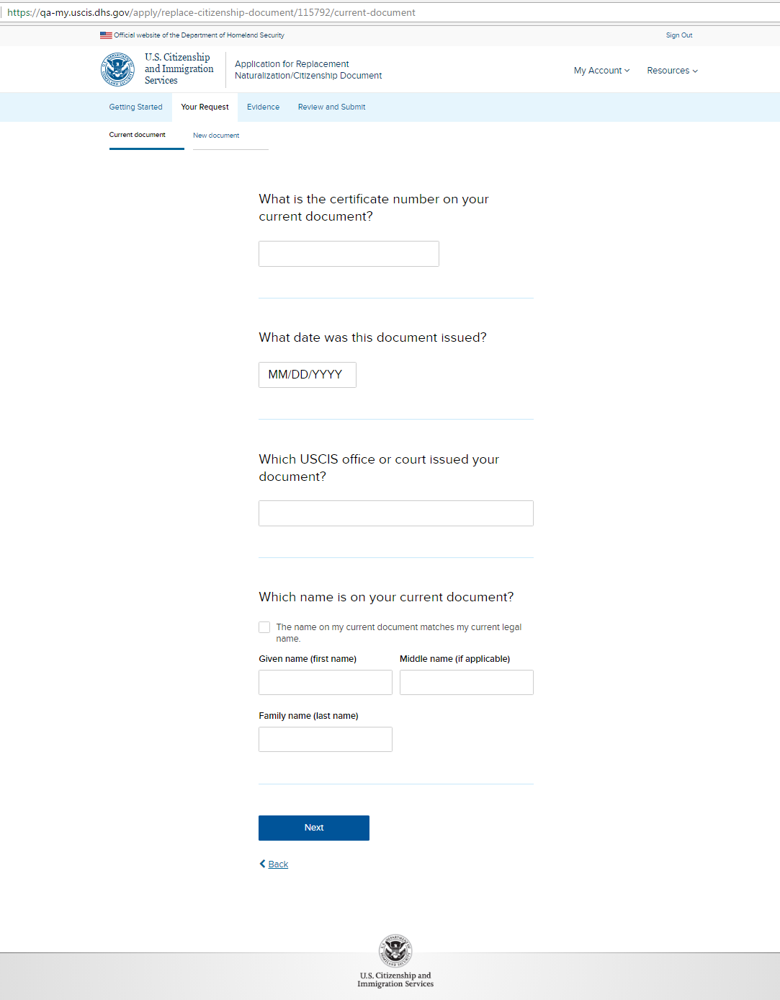 https://qa-my.uscis.dhs.gov/apply/replace-citizenship-document/115792/current-document
Official website of the Department of Homeland Security
Sign Out
U.S. Citizenship
and Immigration
Services
Application for Replacement
Naturalization/Citizenship Document
My Account
Resources
Getting Started
Your Request
Evidence
Review and Submit
Current document
New document
What is the certificate number on your
current document?
What date was this document issued?
MM/DD/YYYY
Which USCIS office or court issued your
document?
Which name is on your current document?
The name on my current document matches my current legal
name.
Given name (first name)
Middle name (if applicable)
Family name (last name)
Next
Back
U.S. Citizenship and
Immigration Services